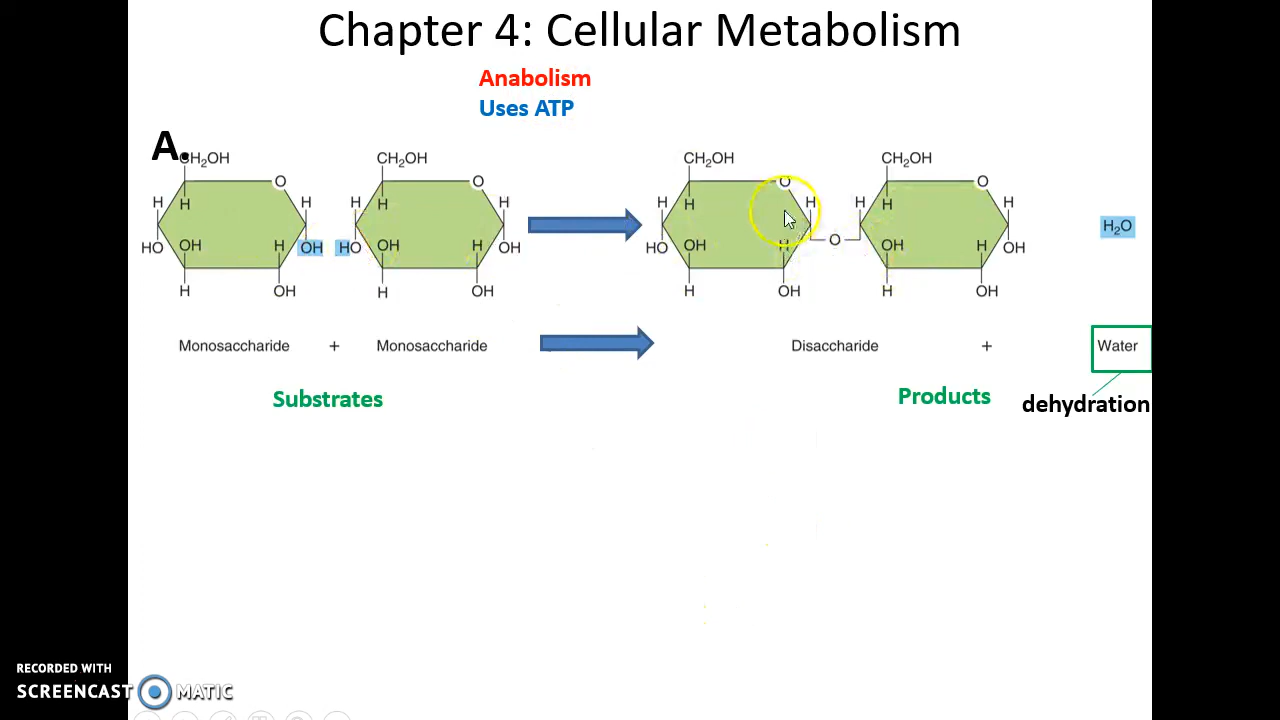 Chapter 4: Cellular Metabolism
Anabolism
Uses ATP
A.
CH₂OH CH₂OH CH₂OH CH₂OH
O O O O
H H H H H H H H
H H H H
HO OH H OH HO OH H OH HO OH H O OH H OH H₂O
H OH H OH H OH H OH
Monosaccharide + Monosaccharide Disaccharide + Water
Substrates Products dehydration
RECORDED WITH
SCREENCAST MATIC